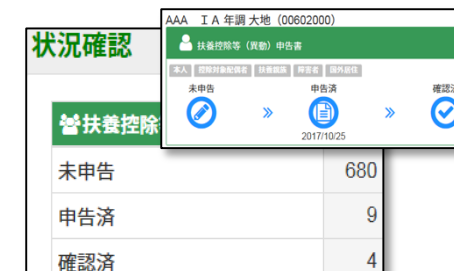 状況確認
AAA　ＩＡ 年調 大地（00602000）
扶養控除等（異動）申告書
本人 控除対象配偶者 扶養親族 障害者 国外居住
未申告 申告済 確認済
» »
2017/10/25
扶養控除
未申告 680
申告済 9
確認済 4